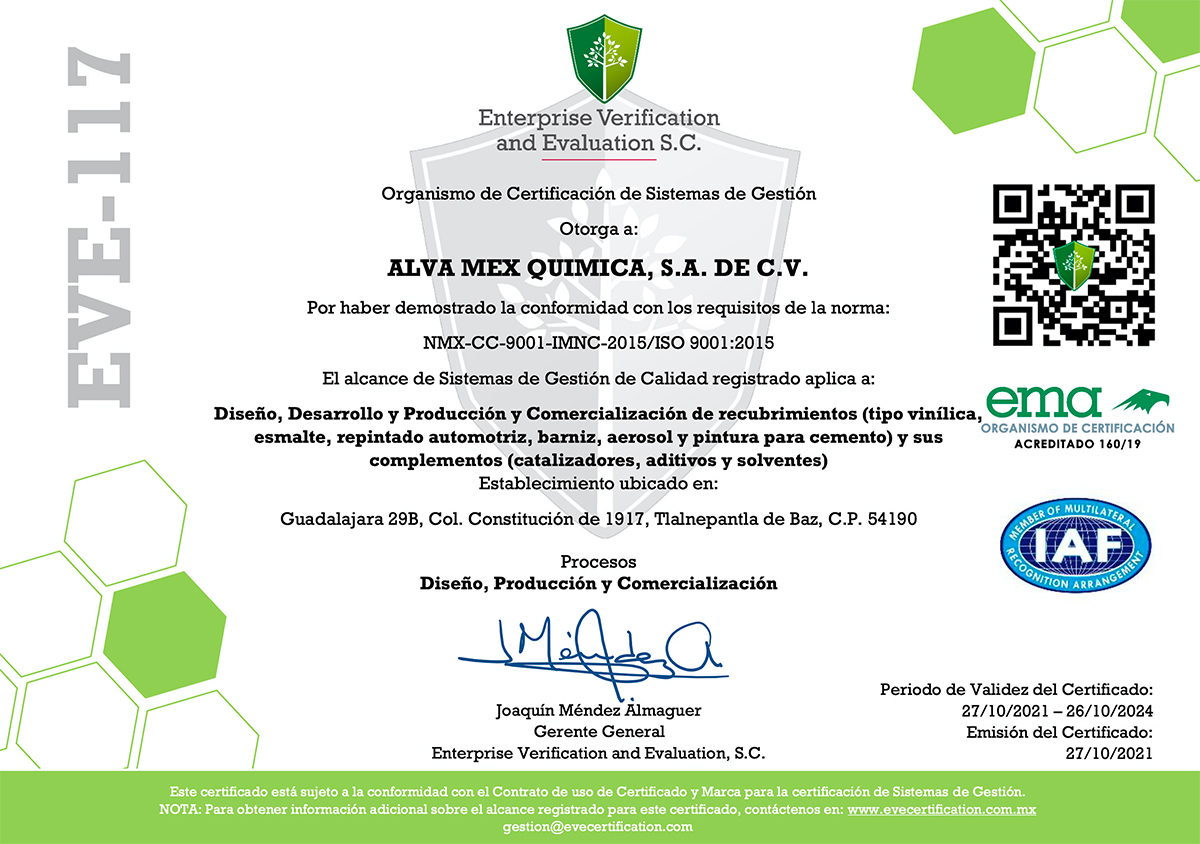 EVE-117
Enterprise Verification
and Evaluation S.C.
Organismo de Certificación de Sistemas de Gestión
Otorga a:
ALVA MEX QUIMICA, S.A. DE C.V.
Por haber demostrado la conformidad con los requisitos de la norma:
NMX-CC-9001-IMNC-2015/ISO 9001:2015
El alcance de Sistemas de Gestión de Calidad registrado aplica a:
Diseño, Desarrollo y Producción y Comercialización de recubrimientos (tipo vinílica,
esmalte, repintado automotriz, barniz, aerosol y pintura para cemento) y sus
complementos (catalizadores, aditivos y solventes)
Establecimiento ubicado en:
Guadalajara 29B, Col. Constitución de 1917, Tlalnepantla de Baz, C.P. 54190
Procesos
Diseño, Producción y Comercialización
JMéndez A.
Joaquín Méndez Almaguer
Gerente General
Enterprise Verification and Evaluation, S.C.
ema
ORGANISMO DE CERTIFICACIÓN
ACREDITADO 160/19
MEMBER OF MULTILATERAL
IAF
RECOGNITION ARRANGEMENT
Periodo de Validez del Certificado:
27/10/2021 – 26/10/2024
Emisión del Certificado:
27/10/2021
Este certificado está sujeto a la conformidad con el Contrato de uso de Certificado y Marca para la certificación de Sistemas de Gestión.
NOTA: Para obtener información adicional sobre el alcance registrado para este certificado, contáctenos en: www.evecertification.com.mx
gestion@evecertification.com